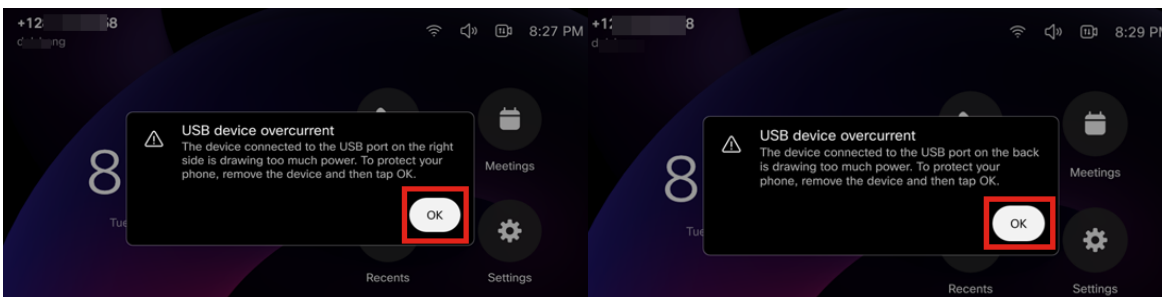 +12 8
8:27 PM
USB device overcurrent
The device connected to the USB port on the right
side is drawing too much power. To protect your
phone, remove the device and then tap OK.
OK
8
Tue
Meetings
Recents
Settings
8
8:29 PM
USB device overcurrent
The device connected to the USB port on the back
is drawing too much power. To protect your
phone, remove the device and then tap OK.
OK
8
Tue
Meetings
Recents
Settings